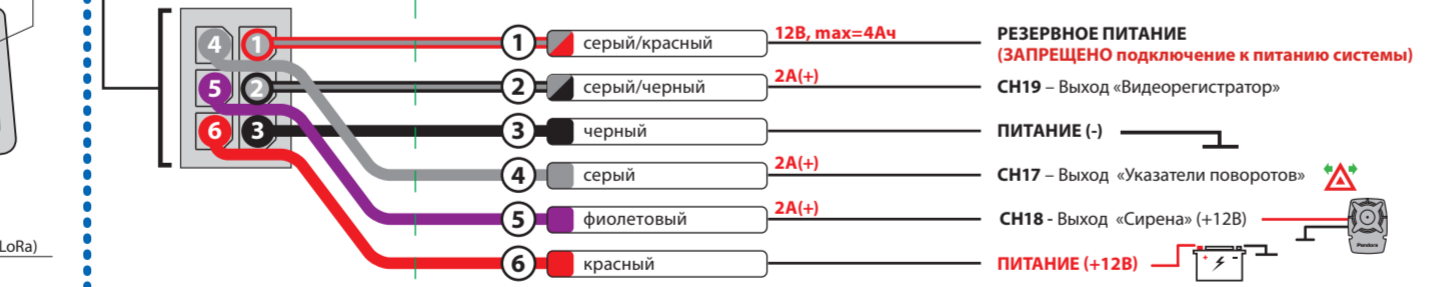 4 1 1 серый/красный 12В, max=4Ач РЕЗЕРВНОЕ ПИТАНИЕ
(ЗАПРЕЩЕНО подключение к питанию системы)
5 2 2 серый/черный 2А(+) CH19 – Выход «Видеорегистратор»
6 3 3 черный ПИТАНИЕ (-)
4 серый 2А(+) CH17 – Выход «Указатели поворотов»
5 фиолетовый 2А(+) CH18 - Выход «Сирена» (+12В)
Pandora
LoRa)
6 красный ПИТАНИЕ (+12В)
+ -